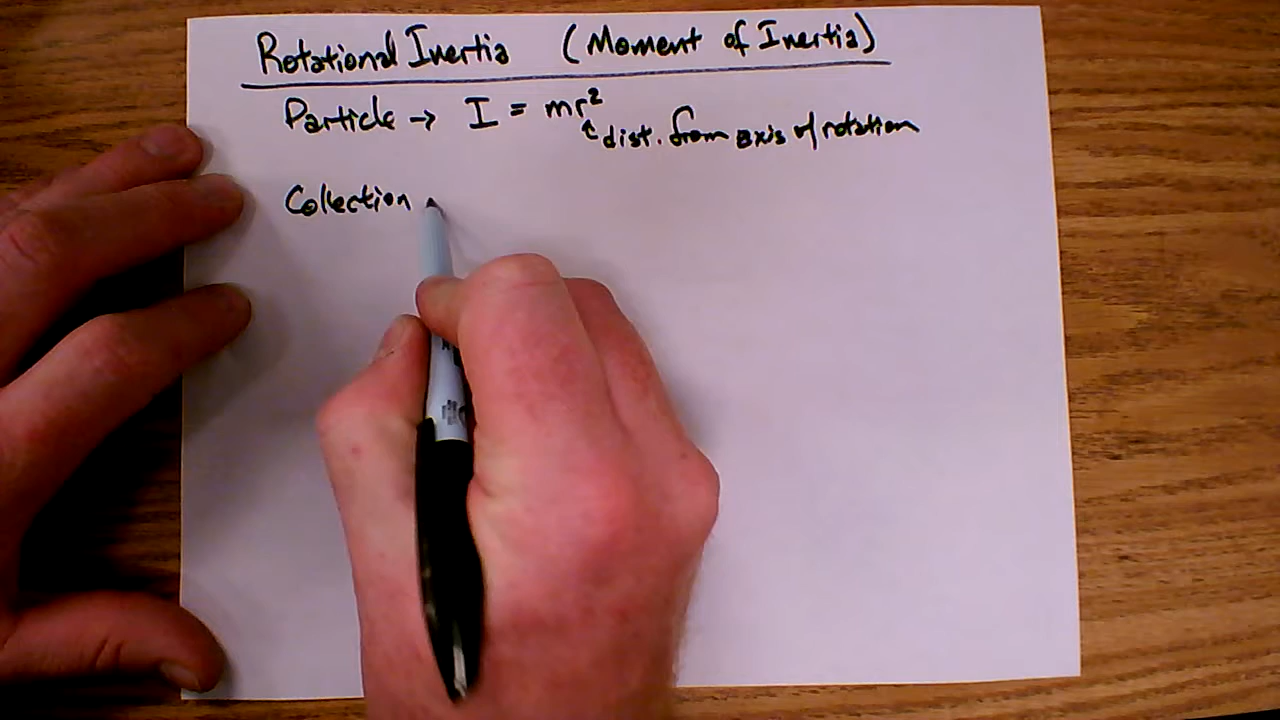 Rotational Inertia (Moment of Inertia)
Particle → I = mr²
↑ dist. from axis of rotation
Collection